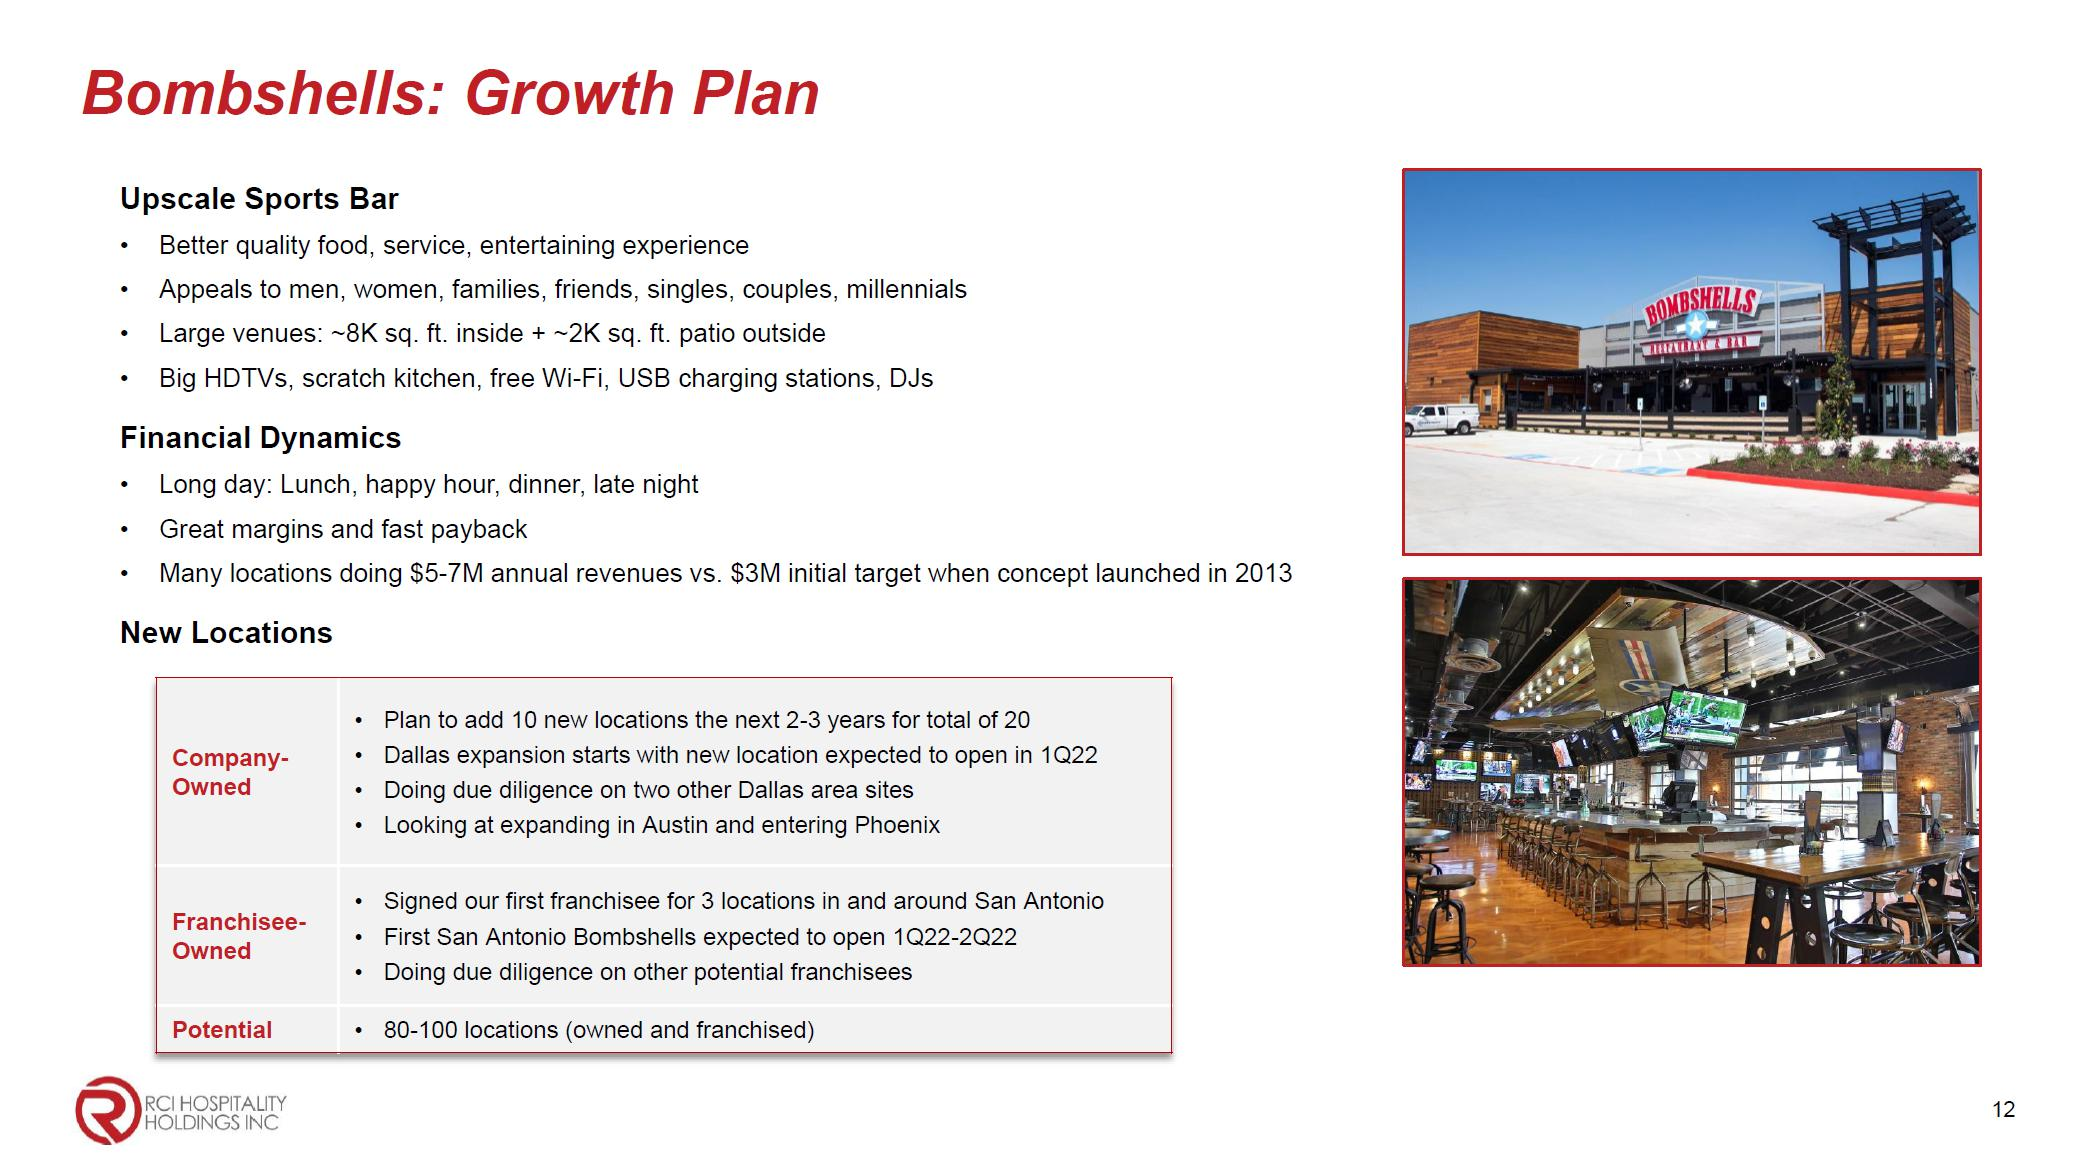 Bombshells: Growth Plan
Upscale Sports Bar
• Better quality food, service, entertaining experience
• Appeals to men, women, families, friends, singles, couples, millennials
• Large venues: ~8K sq. ft. inside + ~2K sq. ft. patio outside
• Big HDTVs, scratch kitchen, free Wi-Fi, USB charging stations, DJs
Financial Dynamics
• Long day: Lunch, happy hour, dinner, late night
• Great margins and fast payback
• Many locations doing $5-7M annual revenues vs. $3M initial target when concept launched in 2013
New Locations
Company-
Owned
• Plan to add 10 new locations the next 2-3 years for total of 20
• Dallas expansion starts with new location expected to open in 1Q22
• Doing due diligence on two other Dallas area sites
• Looking at expanding in Austin and entering Phoenix
Franchisee-
Owned
• Signed our first franchisee for 3 locations in and around San Antonio
• First San Antonio Bombshells expected to open 1Q22-2Q22
• Doing due diligence on other potential franchisees
Potential
• 80-100 locations (owned and franchised)
BOMBSHELLS
RESTAURANT & BAR
RCI HOSPITALITY
HOLDINGS INC
12